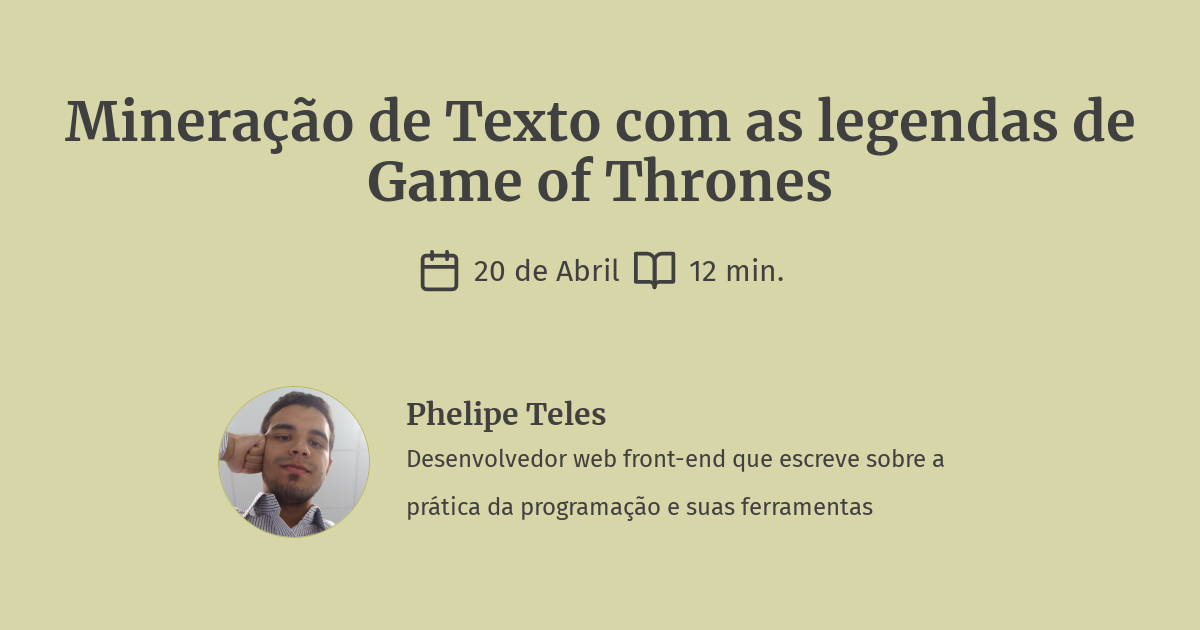 Mineração de Texto com as legendas de
Game of Thrones
20 de Abril 12 min.
Phelipe Teles
Desenvolvedor web front-end que escreve sobre a
prática da programação e suas ferramentas